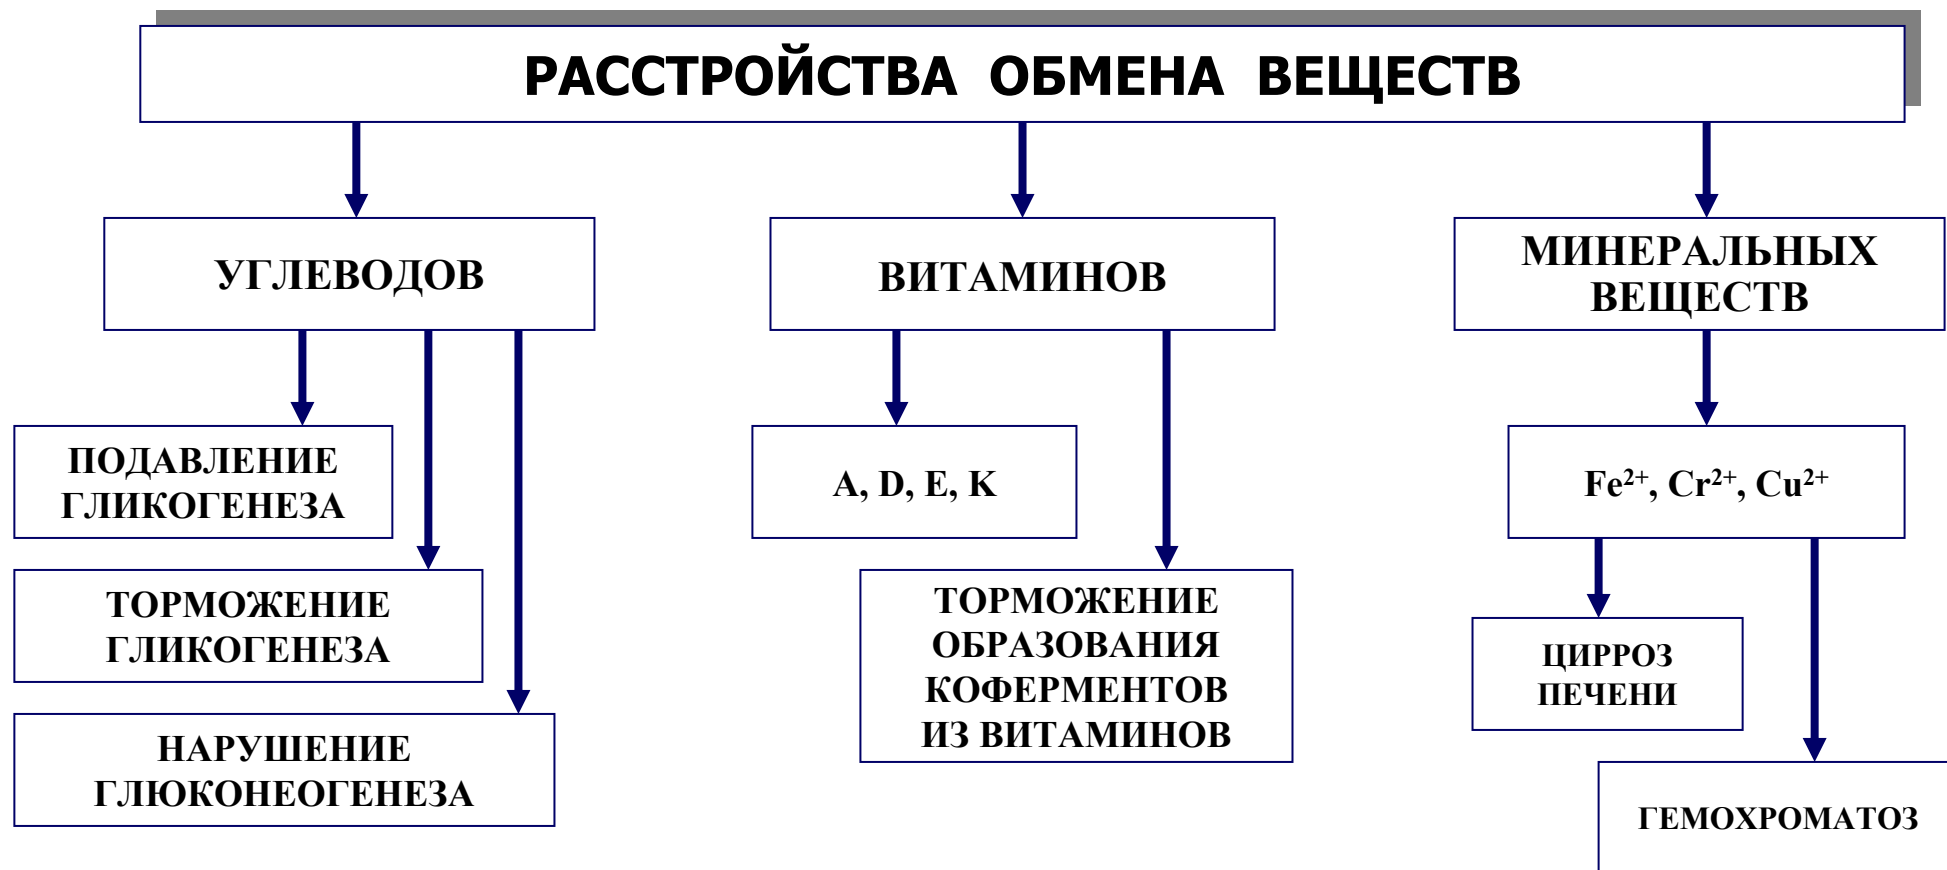 РАССТРОЙСТВА ОБМЕНА ВЕЩЕСТВ
УГЛЕВОДОВ
ВИТАМИНОВ
МИНЕРАЛЬНЫХ
ВЕЩЕСТВ
ПОДАВЛЕНИЕ
ГЛИКОГЕНЕЗА
A, D, E, K
Fe²⁺, Cr²⁺, Cu²⁺
ТОРМОЖЕНИЕ
ГЛИКОГЕНЕЗА
ТОРМОЖЕНИЕ
ОБРАЗОВАНИЯ
КОФЕРМЕНТОВ
ИЗ ВИТАМИНОВ
ЦИРРОЗ
ПЕЧЕНИ
НАРУШЕНИЕ
ГЛЮКОНЕОГЕНЕЗА
ГЕМОХРОМАТОЗ